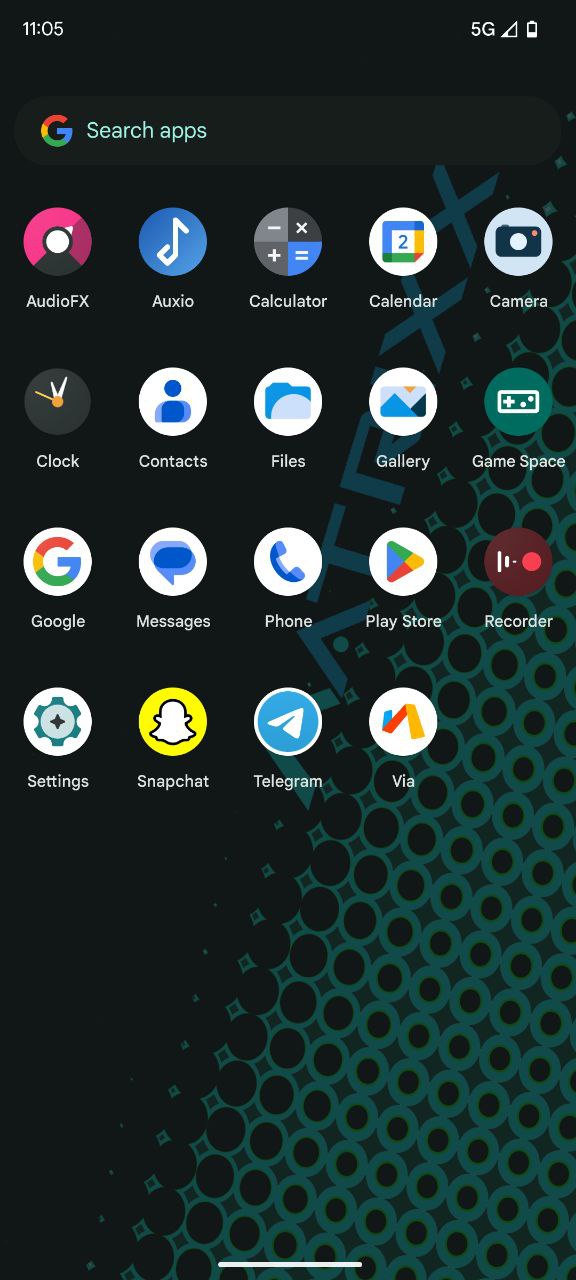 11:05
5G
Search apps
AudioFX
Auxio
Calculator
Calendar
Camera
2
Clock
Contacts
Files
Gallery
Game Space
Google
Messages
Phone
Play Store
Recorder
Settings
Snapchat
Telegram
Via